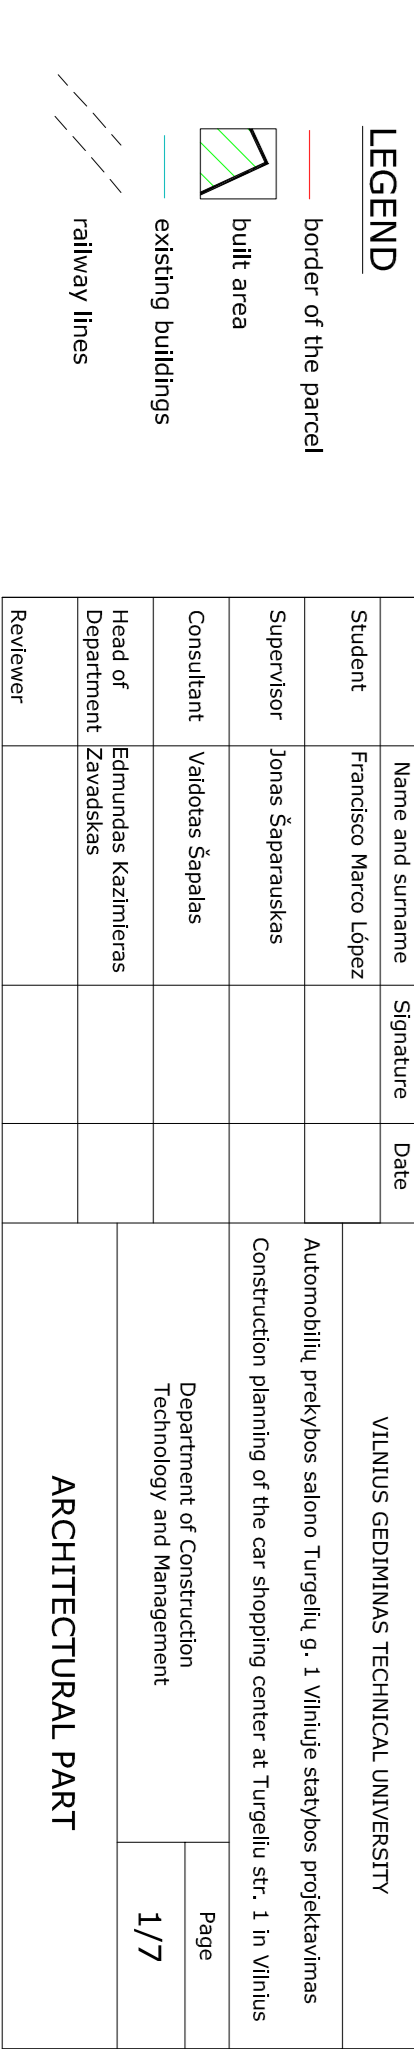 LEGEND
border of the parcel
built area
existing buildings
railway lines
Name and surname
Signature
Date
Student
Francisco Marco López
Supervisor
Jonas Šaparauskas
Consultant
Vaidotas Šapalas
Head of
Department
Edmundas Kazimieras
Zavadskas
Reviewer
VILNIUS GEDIMINAS TECHNICAL UNIVERSITY
Automobilių prekybos salono Turgelių g. 1 Vilniuje statybos projektavimas
Construction planning of the car shopping center at Turgeliu str. 1 in Vilnius
Department of Construction
Technology and Management
Page
1/7
ARCHITECTURAL PART